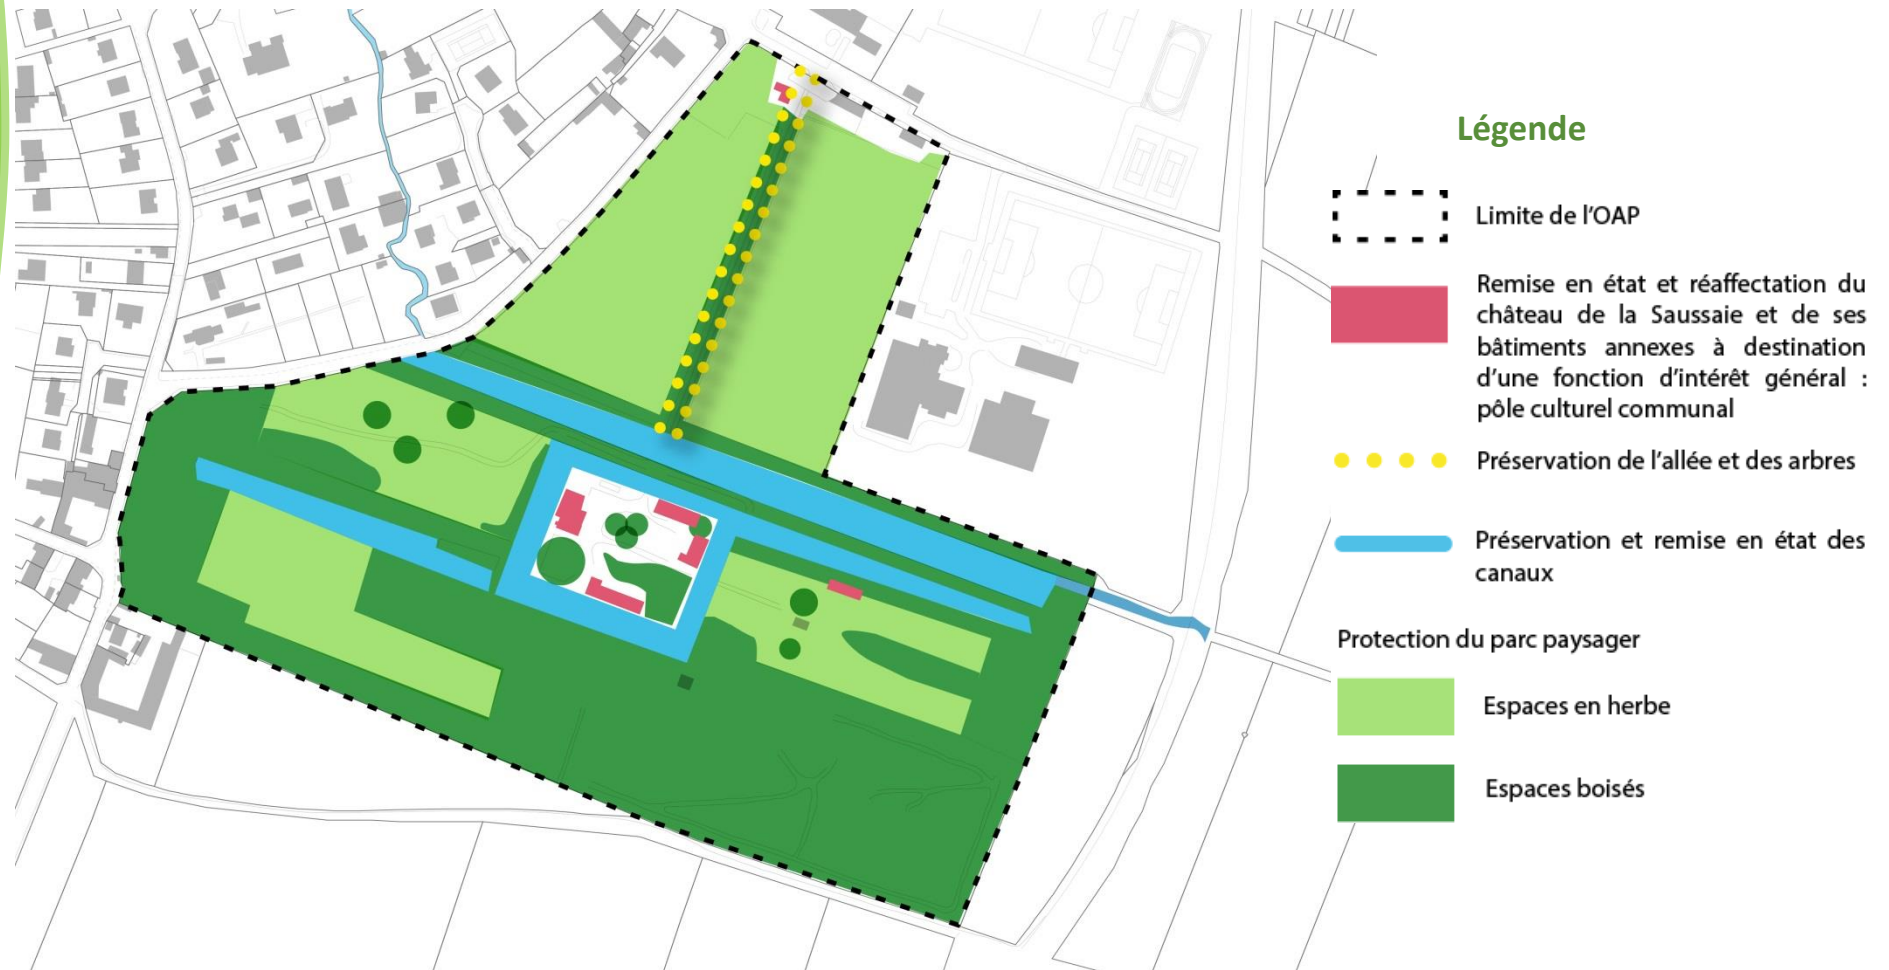 Légende
Limite de l'OAP
Remise en état et réaffectation du
château de la Saussaie et de ses
bâtiments annexes à destination
d'une fonction d'intérêt général :
pôle culturel communal
Préservation de l'allée et des arbres
Préservation et remise en état des
canaux
Protection du parc paysager
Espaces en herbe
Espaces boisés